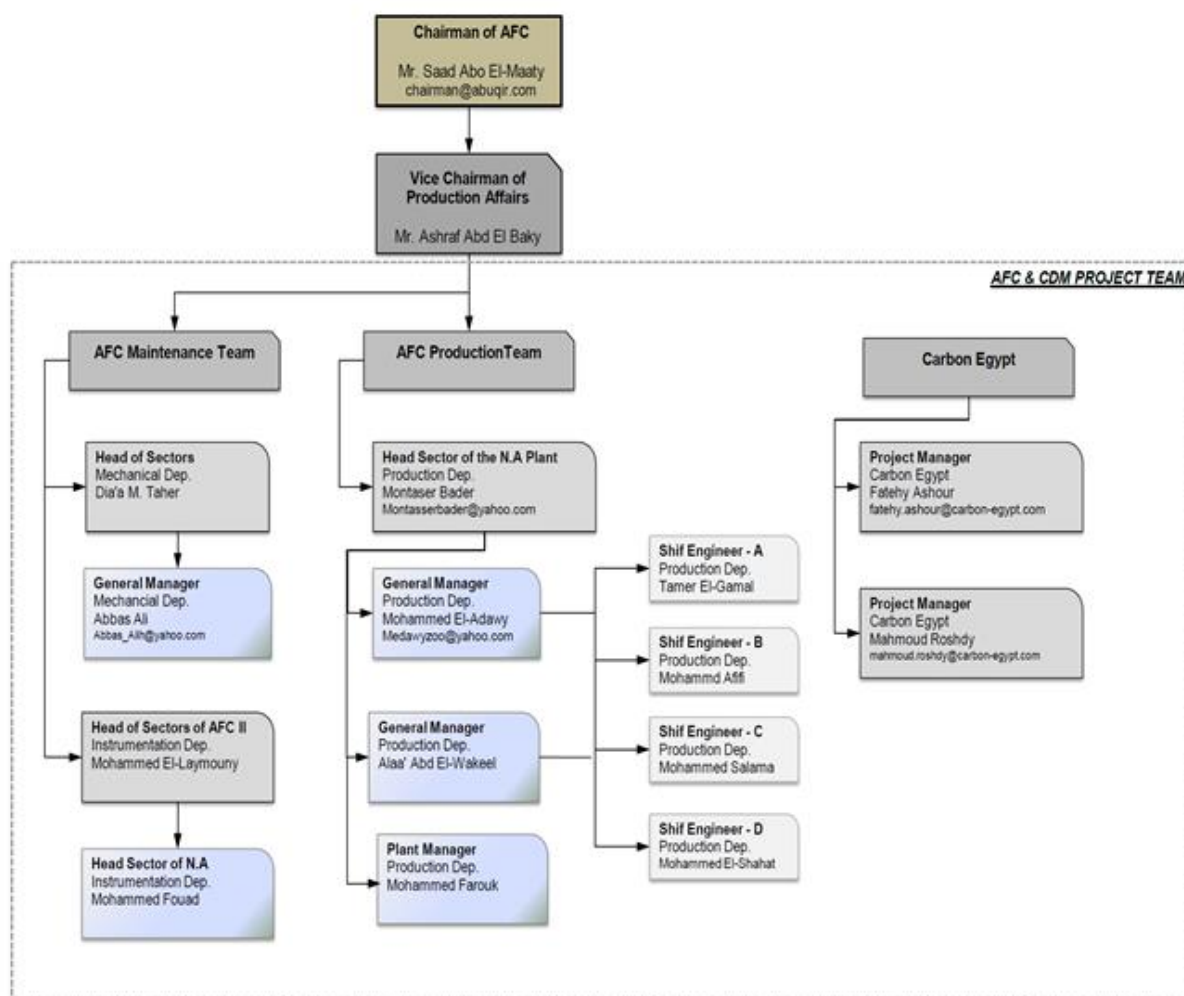 Chairman of AFC
Mr. Saad Abo El-Maaty
chairman@abuqir.com
Vice Chairman of
Production Affairs
Mr. Ashraf Abd El Baky
AFC & CDM PROJECT TEAM
AFC Maintenance Team
AFC ProductionTeam
Carbon Egypt
Head of Sectors
Mechanical Dep.
Dia'a M. Taher
General Manager
Mechancial Dep.
Abbas Ali
Abbas_Alih@yahoo.com
Head of Sectors of AFC II
Instrumentation Dep.
Mohammed El-Laymouny
Head Sector of N.A
Instrumentation Dep.
Mohammed Fouad
Head Sector of the N.A Plant
Production Dep.
Montaser Bader
Montasserbader@yahoo.com
General Manager
Production Dep.
Mohammed El-Adawy
Medawyzoo@yahoo.com
General Manager
Production Dep.
Alaa' Abd El-Wakeel
Plant Manager
Production Dep.
Mohammed Farouk
Shif Engineer - A
Production Dep.
Tamer El-Gamal
Shif Engineer - B
Production Dep.
Mohammd Afifi
Shif Engineer - C
Production Dep.
Mohammed Salama
Shif Engineer - D
Production Dep.
Mohammed El-Shahat
Project Manager
Carbon Egypt
Fatehy Ashour
fatehy.ashour@carbon-egypt.com
Project Manager
Carbon Egypt
Mahmoud Roshdy
mahmoud.roshdy@carbon-egypt.com